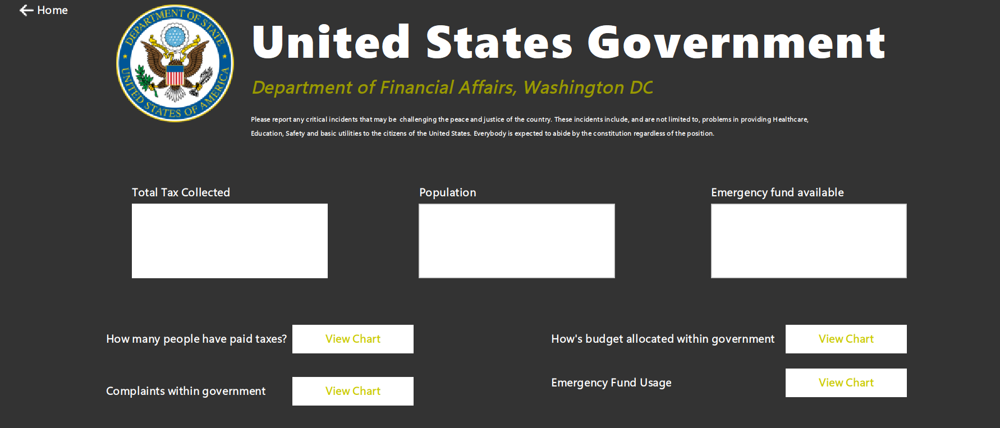 Home
DEPARTMENT OF STATE
UNITED STATES OF AMERICA
United States Government
Department of Financial Affairs, Washington DC
Please report any critical incidents that may be challenging the peace and justice of the country. These incidents include, and are not limited to, problems in providing Healthcare,
Education, Safety and basic utilities to the citizens of the United States. Everybody is expected to abide by the constitution regardless of the position.
Total Tax Collected
Population
Emergency fund available
How many people have paid taxes?
View Chart
How's budget allocated within government
View Chart
Complaints within government
View Chart
Emergency Fund Usage
View Chart